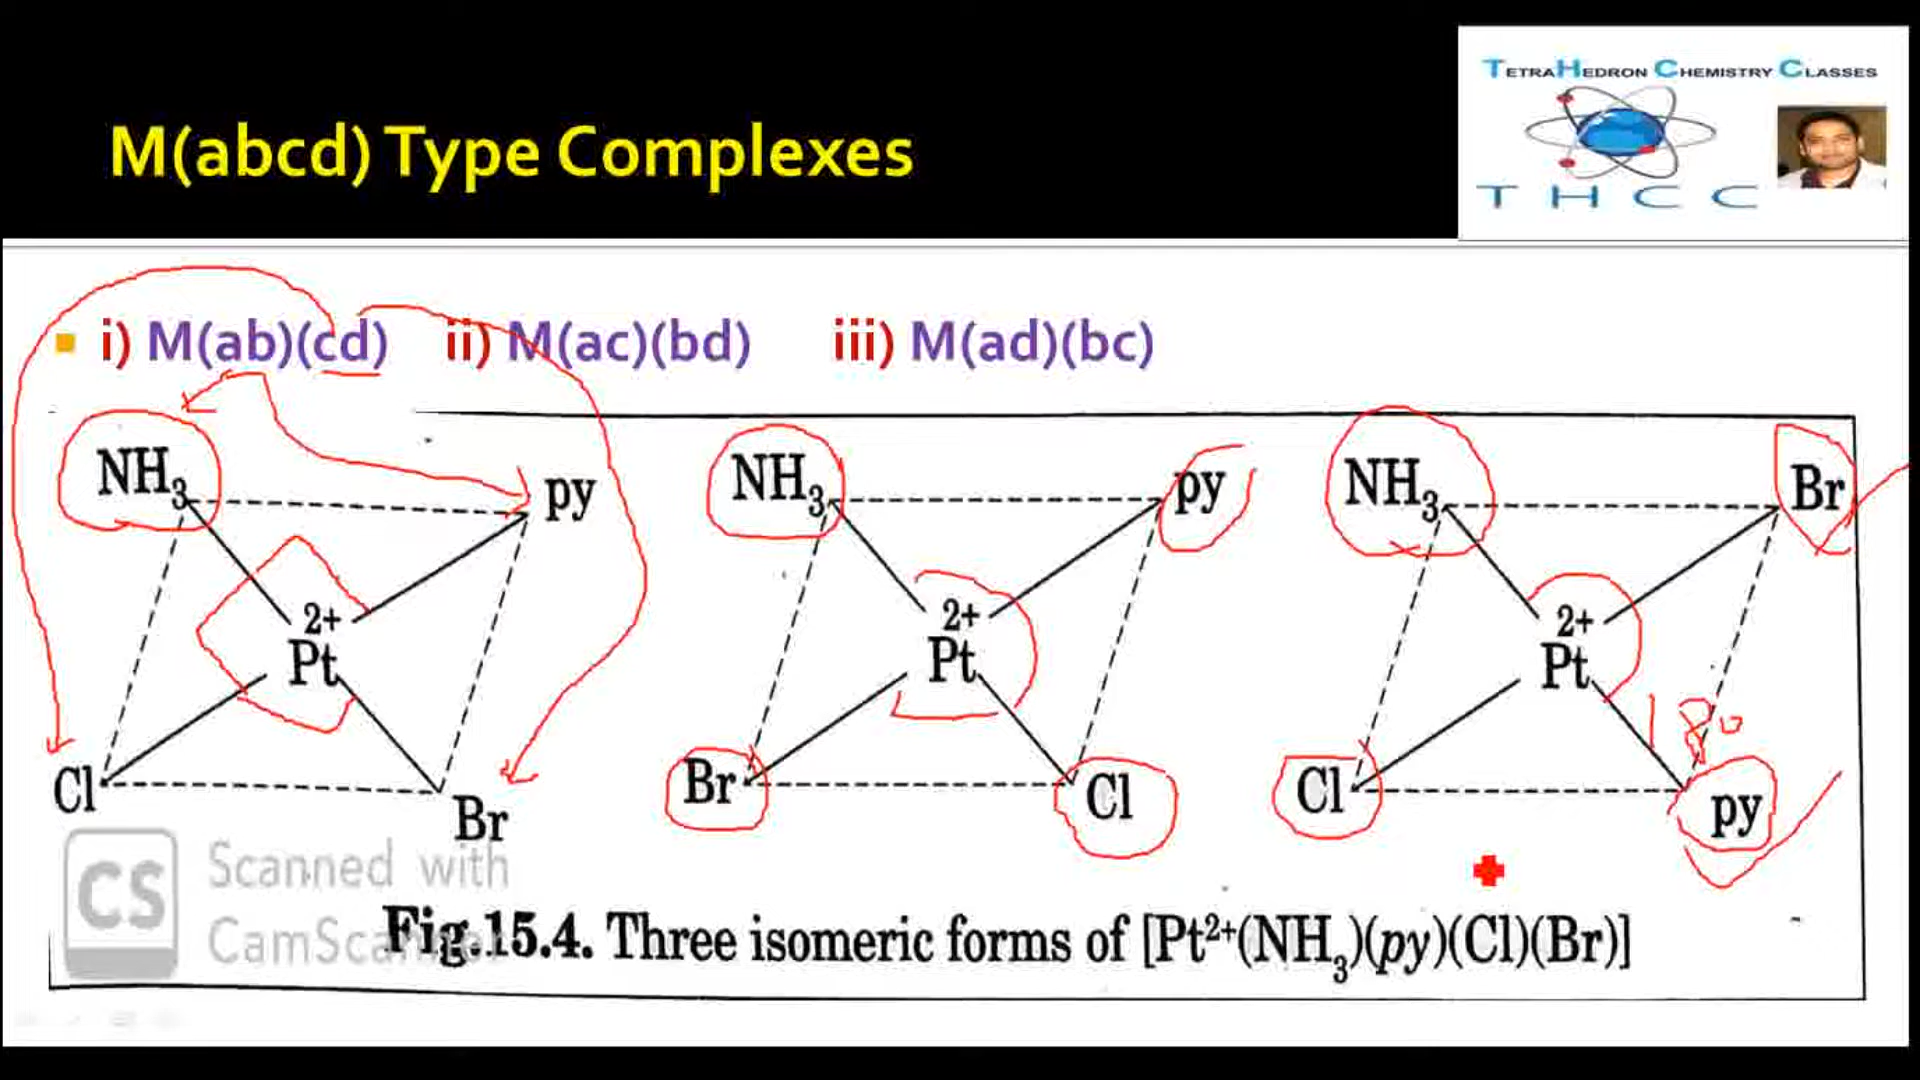 TETRAHEDRON CHEMISTRY CLASSES
T H C C
M(abcd) Type Complexes
i) M(ab)(cd) ii) M(ac)(bd) iii) M(ad)(bc)
NH₃ py NH₃ py NH₃ Br
2+ 2+ 2+
Pt Pt Pt
180
Cl Br Br Cl Cl py
CS Scanned with
CamScanner
Fig.15.4. Three isomeric forms of [Pt²⁺(NH₃)(py)(Cl)(Br)]